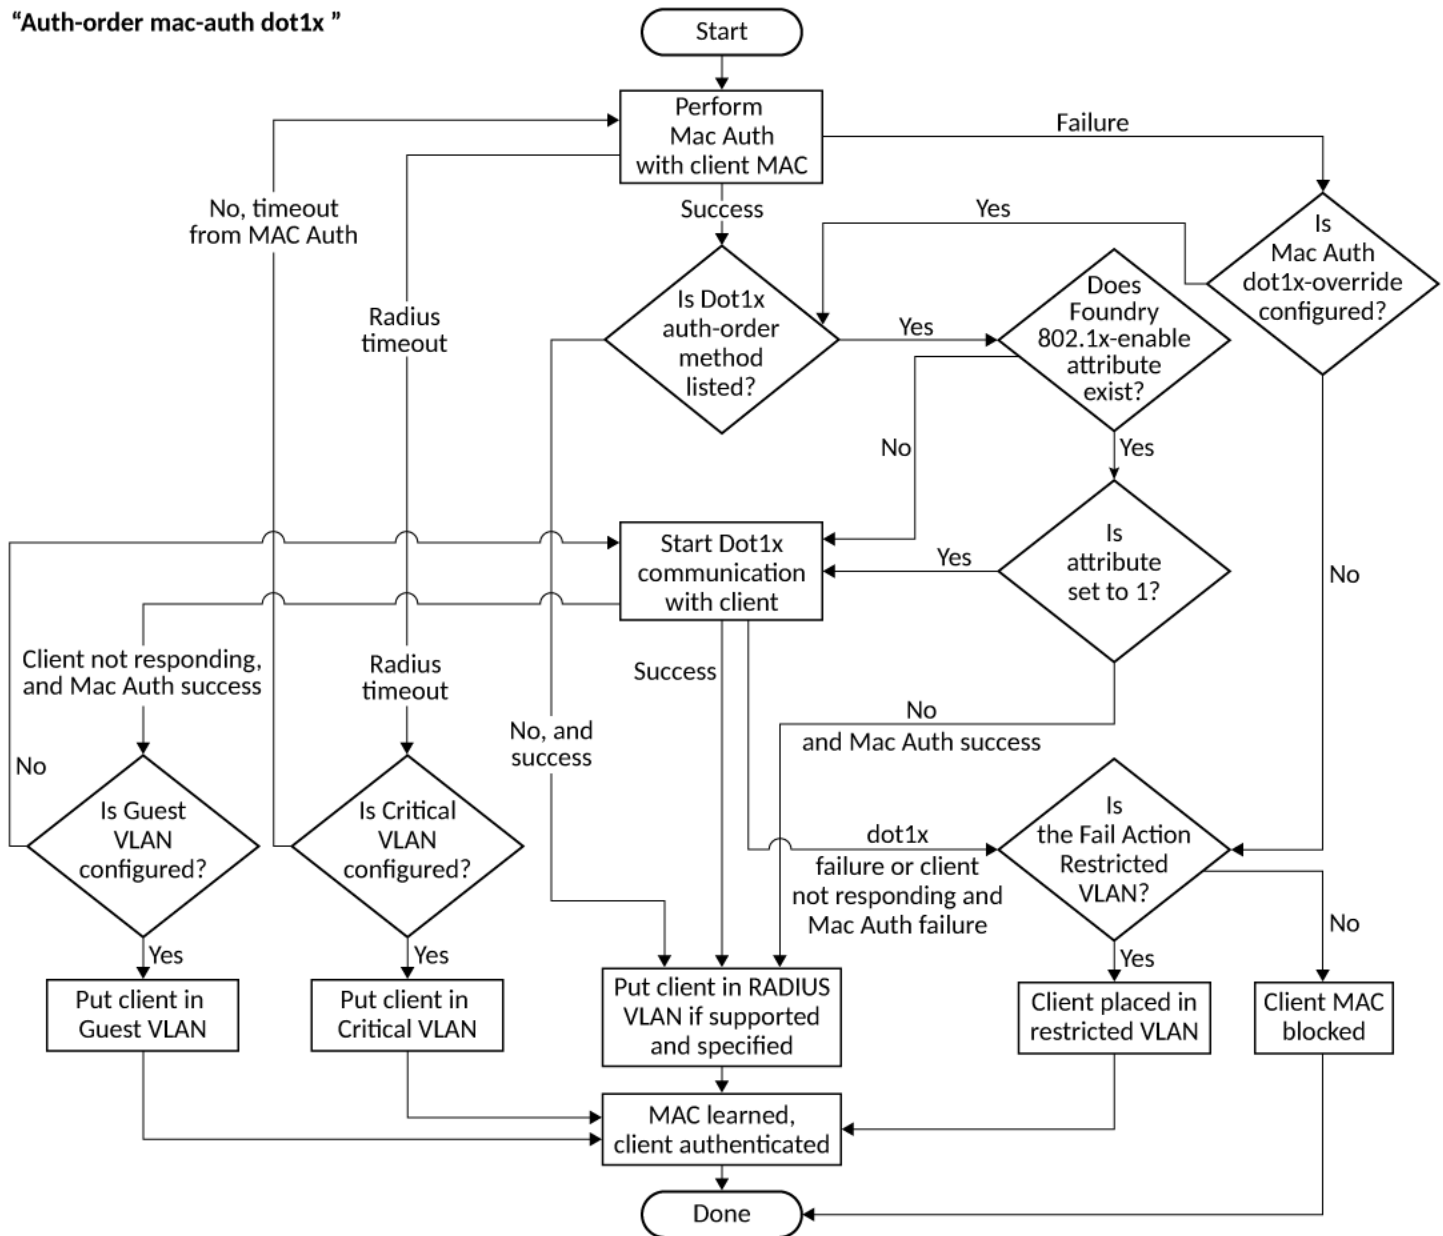 “Auth-order mac-auth dot1x ”
Start
Perform
Mac Auth
with client MAC
Failure
No, timeout
from MAC Auth
Success
Yes
Is
Mac Auth
dot1x-override
configured?
Radius
timeout
Is Dot1x
auth-order
method
listed?
Yes
Does
Foundry
802.1x-enable
attribute
exist?
No
Yes
Start Dot1x
communication
with client
Yes
Is
attribute
set to 1?
No
Client not responding,
and Mac Auth success
Radius
timeout
Success
No, and
success
No
and Mac Auth success
No
Is Guest
VLAN
configured?
Is Critical
VLAN
configured?
dot1x
failure or client
not responding and
Mac Auth failure
Is
the Fail Action
Restricted
VLAN?
No
Yes
Yes
Yes
Put client in
Guest VLAN
Put client in
Critical VLAN
Put client in RADIUS
VLAN if supported
and specified
Client placed in
restricted VLAN
Client MAC
blocked
MAC learned,
client authenticated
Done